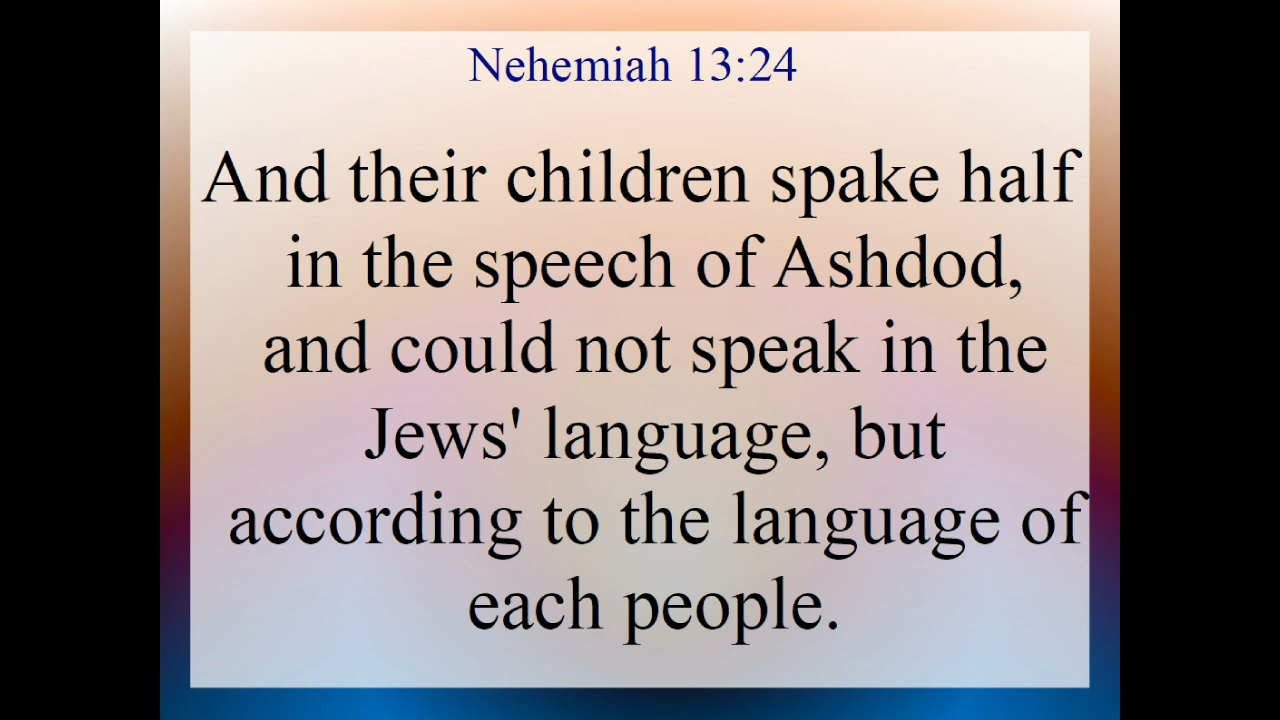 Nehemiah 13:24
And their children spake half
in the speech of Ashdod,
and could not speak in the
Jews' language, but
according to the language of
each people.